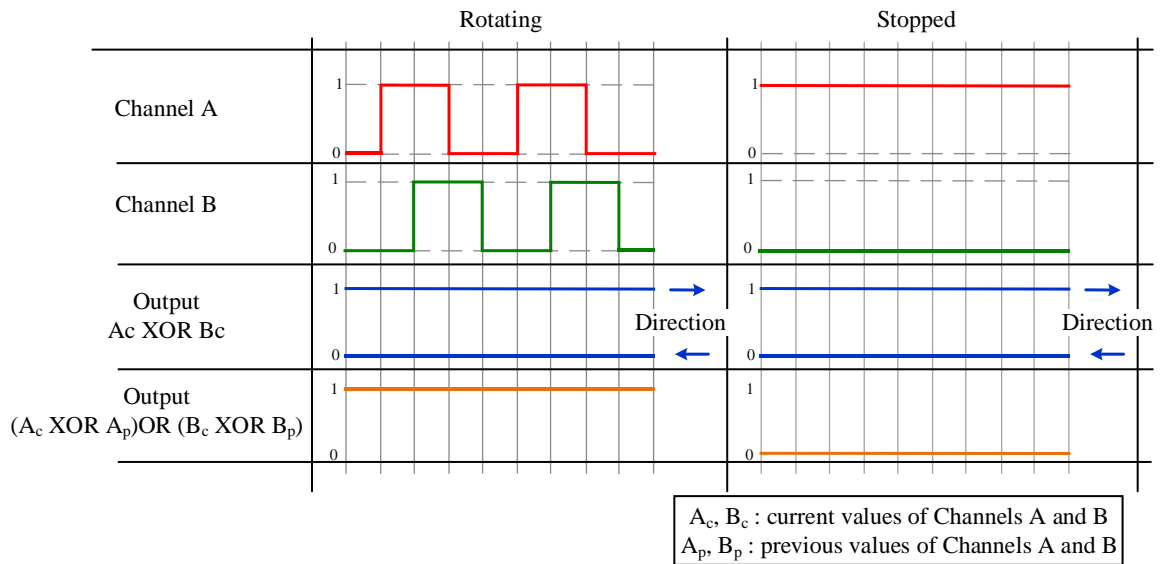 Rotating Stopped
Channel A 1 0 1 0
Channel B 1 0 1 0
Output
Ac XOR Bc
1 0 Direction 1 0 Direction
Output
(Ac XOR Ap)OR (Bc XOR Bp)
1 0 1 0
Ac, Bc : current values of Channels A and B
Ap, Bp : previous values of Channels A and B